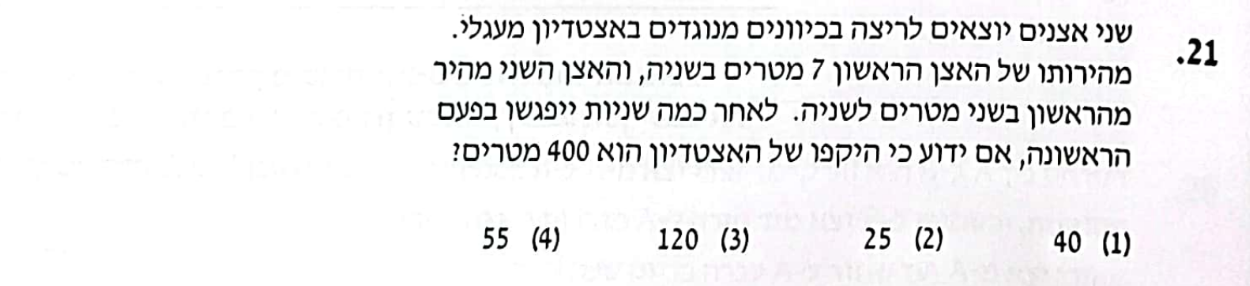 21. שני אצנים יוצאים לריצה בכיוונים מנוגדים באצטדיון מעגלי.
מהירותו של האצן הראשון 7 מטרים בשניה, והאצן השני מהיר
מהראשון בשני מטרים לשניה. לאחר כמה שניות ייפגשו בפעם
הראשונה, אם ידוע כי היקפו של האצטדיון הוא 400 מטרים?
(1) 40 (2) 25 (3) 120 (4) 55